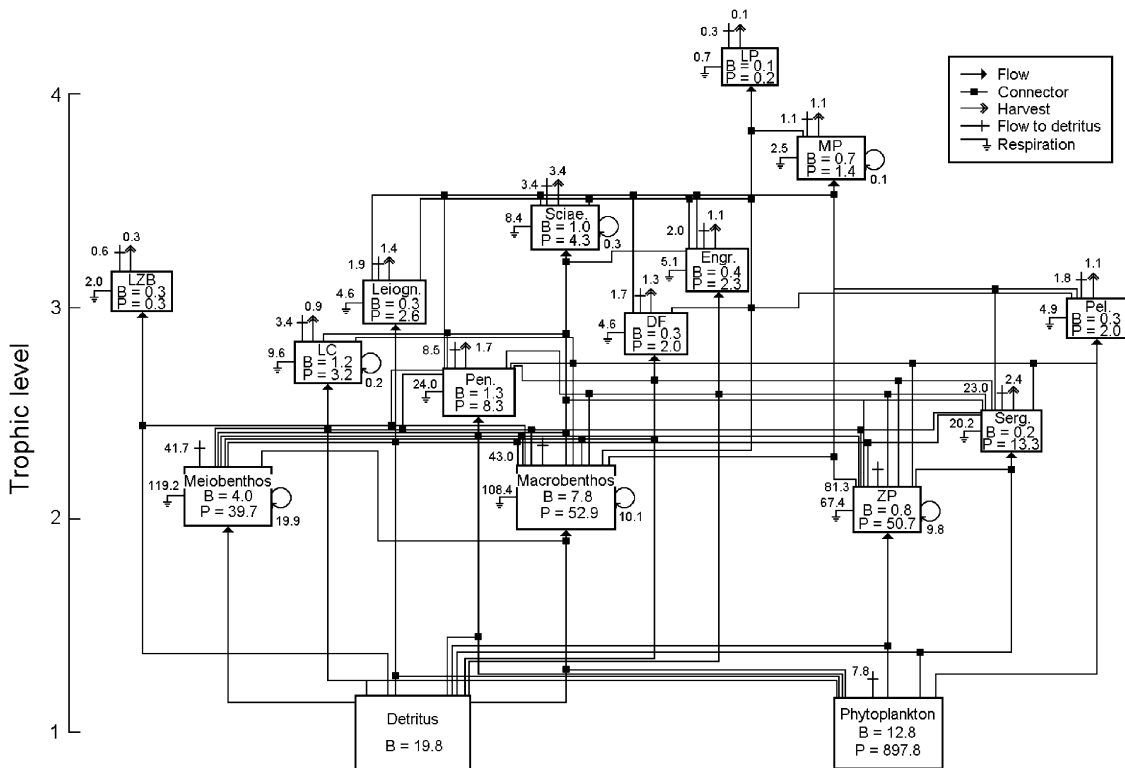 0.1
0.3
LP
0.7
B = 0.1
P = 0.2
Flow
Connector
Harvest
Flow to detritus
Respiration
4
1.1
1.1
MP
2.5
B = 0.7
P = 1.4
0.1
3.4
3.4
Sciae.
8.4
B = 1.0
P = 4.3
0.3
1.1
2.0
Engr.
5.1
B = 0.4
P = 2.3
0.3
0.6
LZB
2.0
B = 0.3
P = 0.3
1.4
1.9
Leiogn.
4.6
B = 0.3
P = 2.6
1.3
1.7
DF
4.6
B = 0.3
P = 2.0
1.1
1.8
Pel.
4.9
B = 0.3
P = 2.0
3
0.9
3.4
LC
9.6
B = 1.2
P = 3.2
0.2
8.5
1.7
Pen.
24.0
B = 1.3
P = 8.3
23.0
2.4
Serg.
20.2
B = 0.2
P = 13.3
Trophic level
41.7
Meiobenthos
119.2
B = 4.0
P = 39.7
19.9
43.0
Macrobenthos
108.4
B = 7.8
P = 52.9
10.1
81.3
ZP
67.4
B = 0.8
P = 50.7
9.8
2
7.8
Detritus
B = 19.8
Phytoplankton
B = 12.8
P = 897.8
1